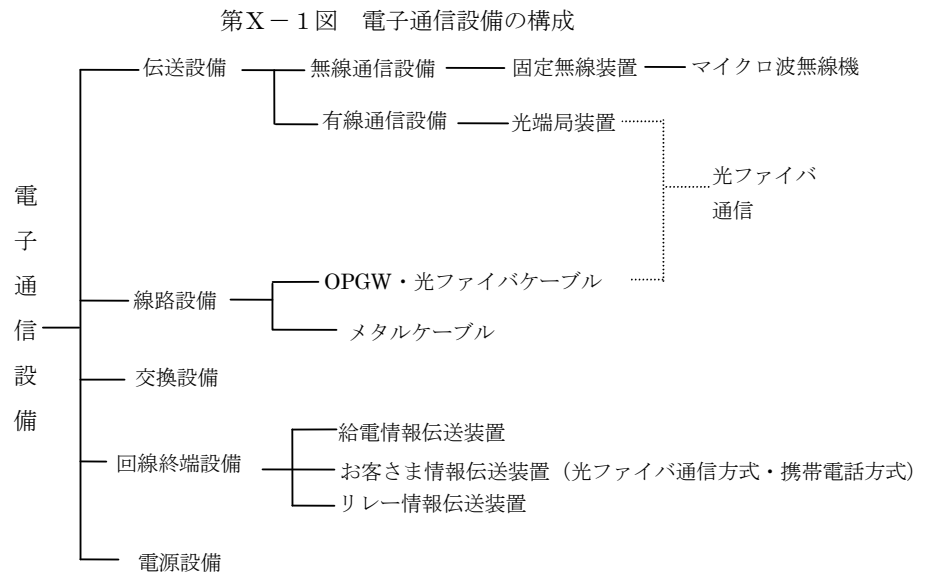 第Ⅹ－１図　電子通信設備の構成
伝送設備
無線通信設備
固定無線装置
マイクロ波無線機
有線通信設備
光端局装置
光ファイバ
通信
電子通信設備
線路設備
OPGW・光ファイバケーブル
メタルケーブル
交換設備
回線終端設備
給電情報伝送装置
お客さま情報伝送装置（光ファイバ通信方式・携帯電話方式）
リレー情報伝送装置
電源設備